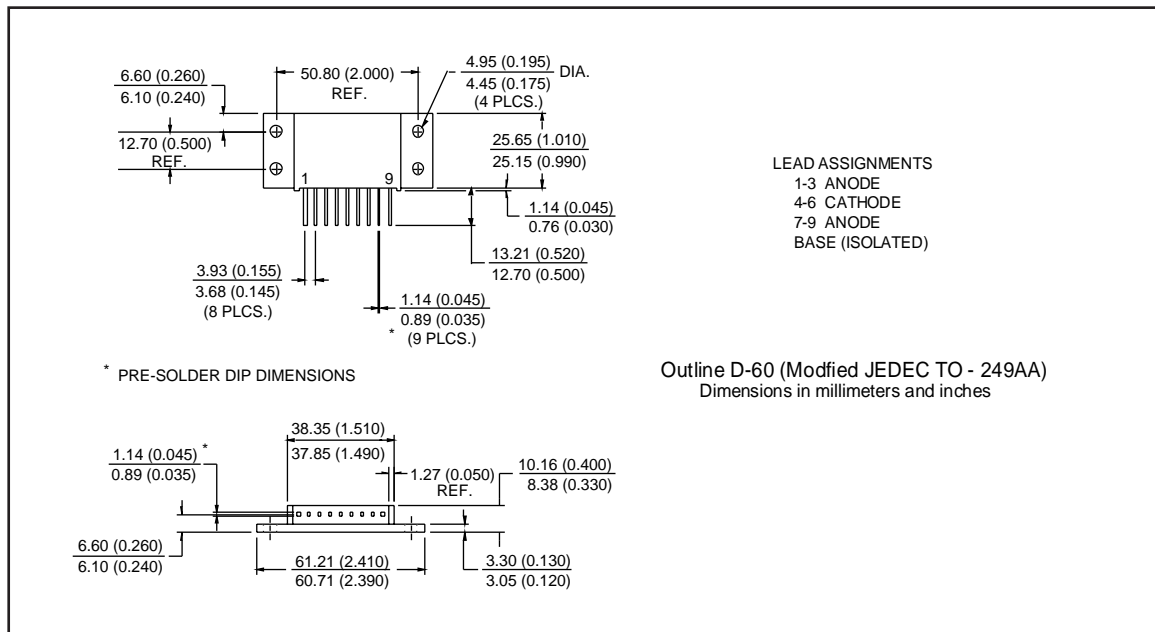 6.60 (0.260)
6.10 (0.240)
50.80 (2.000)
REF.
4.95 (0.195)
4.45 (0.175)
DIA.
(4 PLCS.)
12.70 (0.500)
REF.
25.65 (1.010)
25.15 (0.990)
1
9
1.14 (0.045)
0.76 (0.030)
13.21 (0.520)
12.70 (0.500)
3.93 (0.155)
3.68 (0.145)
(8 PLCS.)
1.14 (0.045)
0.89 (0.035)
* (9 PLCS.)
LEAD ASSIGNMENTS
1-3 ANODE
4-6 CATHODE
7-9 ANODE
BASE (ISOLATED)
* PRE-SOLDER DIP DIMENSIONS
Outline D-60 (Modfied JEDEC TO - 249AA)
Dimensions in millimeters and inches
38.35 (1.510)
37.85 (1.490)
1.14 (0.045) *
0.89 (0.035)
1.27 (0.050)
REF.
10.16 (0.400)
8.38 (0.330)
6.60 (0.260)
6.10 (0.240)
61.21 (2.410)
60.71 (2.390)
3.30 (0.130)
3.05 (0.120)